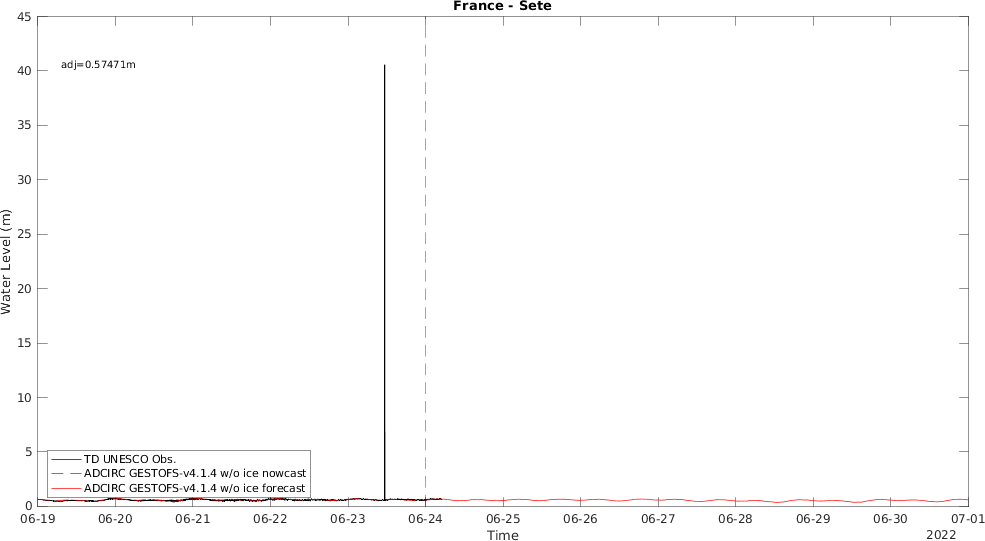 France - Sete
45
adj=0.57471m
40
35
30
25
20
15
10
5
0
Water Level (m)
TD UNESCO Obs.
ADCIRC GESTOFS-v4.1.4 w/o ice nowcast
ADCIRC GESTOFS-v4.1.4 w/o ice forecast
06-19 06-20 06-21 06-22 06-23 06-24 06-25 06-26 06-27 06-28 06-29 06-30 07-01
Time
2022